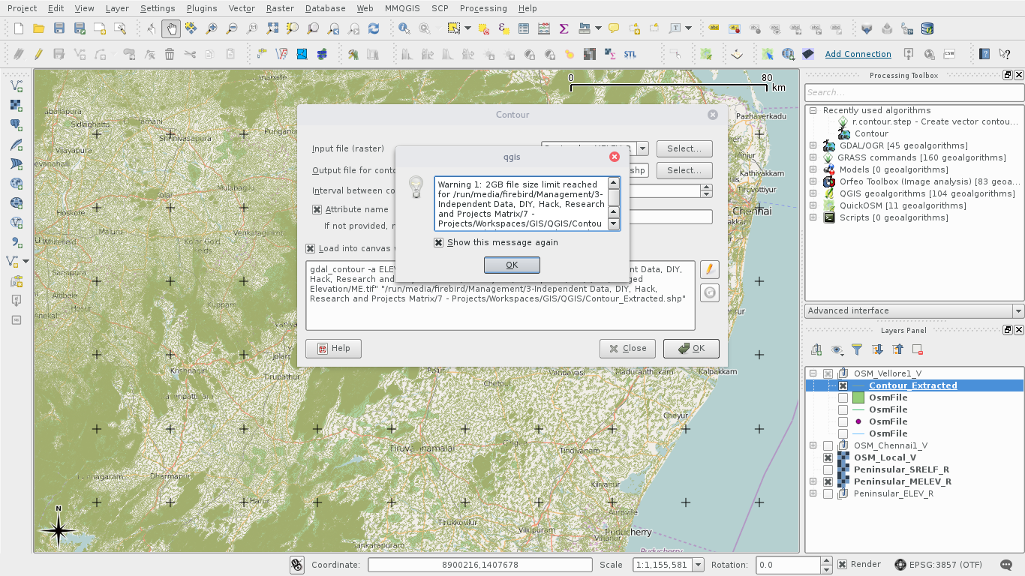 Project Edit View Layer Settings Plugins Vector Raster Database Web MMQGIS SCP Processing Help
STL
Add Connection
0 80
km
Contour
Input file (raster)
Select...
Output file for conto
shp
Select...
Interval between co
Attribute name
If not provided, n
Load into canvas
qgis
Warning 1: 2GB file size limit reached
for /run/media/firebird/Management/3-
Independent Data, DIY, Hack, Research
and Projects Matrix/7 -
Projects/Workspaces/GIS/QGIS/Contou
Show this message again
OK
gdal_contour -a ELE
ent Data, DIY,
Hack, Research and
ged
Elevation/ME.tif" "/run/media/firebird/Management/3-Independent Data, DIY, Hack,
Research and Projects Matrix/7 - Projects/Workspaces/GIS/QGIS/Contour_Extracted.shp"
Help
Close
OK
Srinivasapura
Pazhaverkadu
Chennai
Kalpakkam
Cheyur
Cheyyur
Tiruvannamalai
Dharmapuri
Harur
Viluppuram
Puducherry
N
Processing Toolbox
Search...
Recently used algorithms
r.contour.step - Create vector contou...
Contour
GDAL/OGR [45 geoalgorithms]
GRASS commands [160 geoalgorithms]
Models [0 geoalgorithms]
Orfeo Toolbox (Image analysis) [83 geoa...
QGIS geoalgorithms [104 geoalgorithms]
QuickOSM [11 geoalgorithms]
Scripts [0 geoalgorithms]
Advanced interface
Layers Panel
OSM_Vellore1_V
Contour_Extracted
OsmFile
OsmFile
OsmFile
OsmFile
OSM_Chennai1_V
OSM_Local_V
Peninsular_SRELF_R
Peninsular_MELEV_R
Peninsular_ELEV_R
Coordinate: 8900216,1407678 Scale 1:1,155,581 Rotation: 0.0 Render EPSG:3857 (OTF)